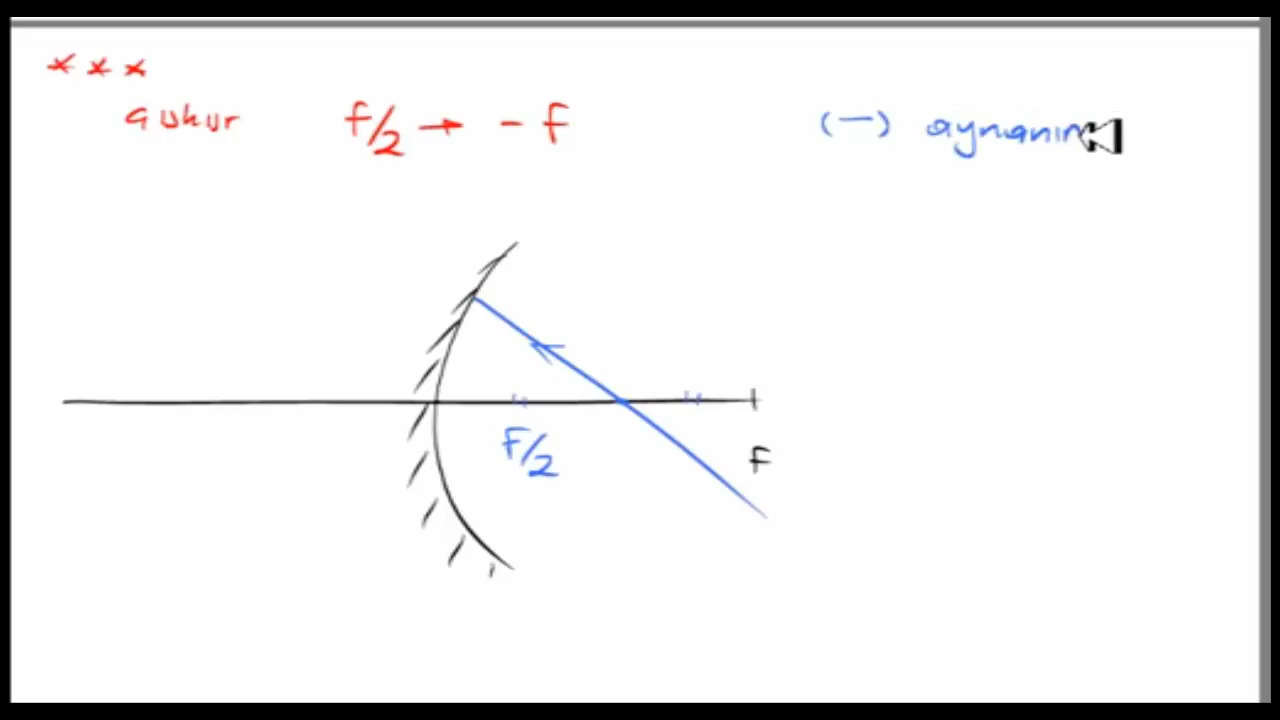 ***
çukur f/2 → - f (-) aynanın
F/2
F